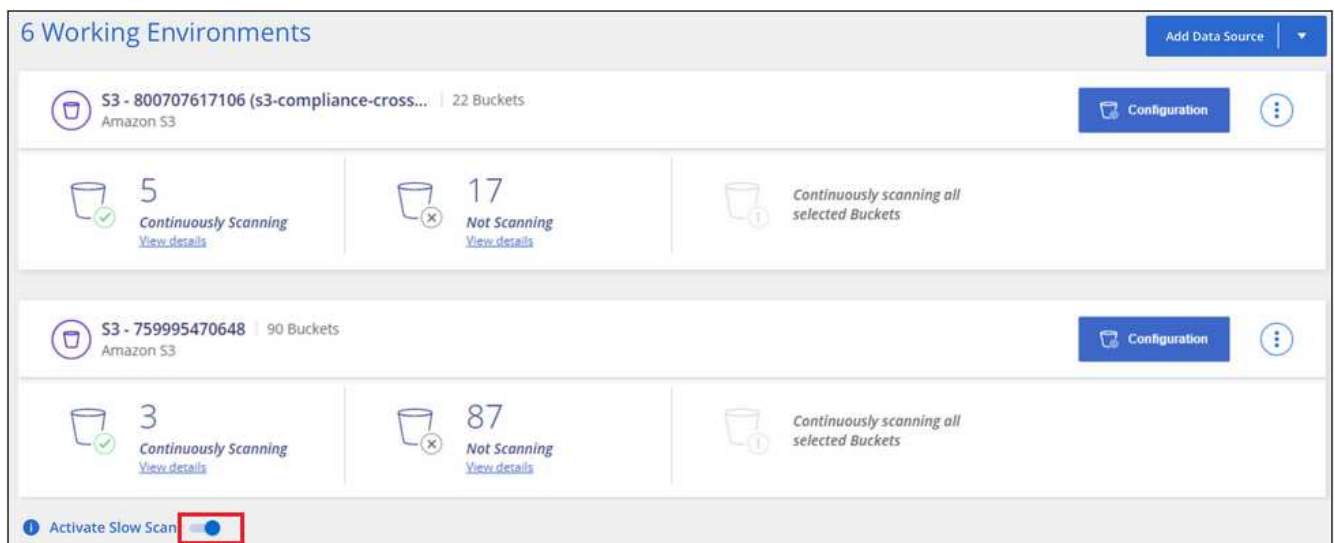 6 Working Environments
Add Data Source
S3 - 800707617106 (s3-compliance-cross... | 22 Buckets
Amazon S3
Configuration
5
Continuously Scanning
View details
17
Not Scanning
View details
Continuously scanning all
selected Buckets
S3 - 759995470648 | 90 Buckets
Amazon S3
Configuration
3
Continuously Scanning
View details
87
Not Scanning
View details
Continuously scanning all
selected Buckets
Activate Slow Scan